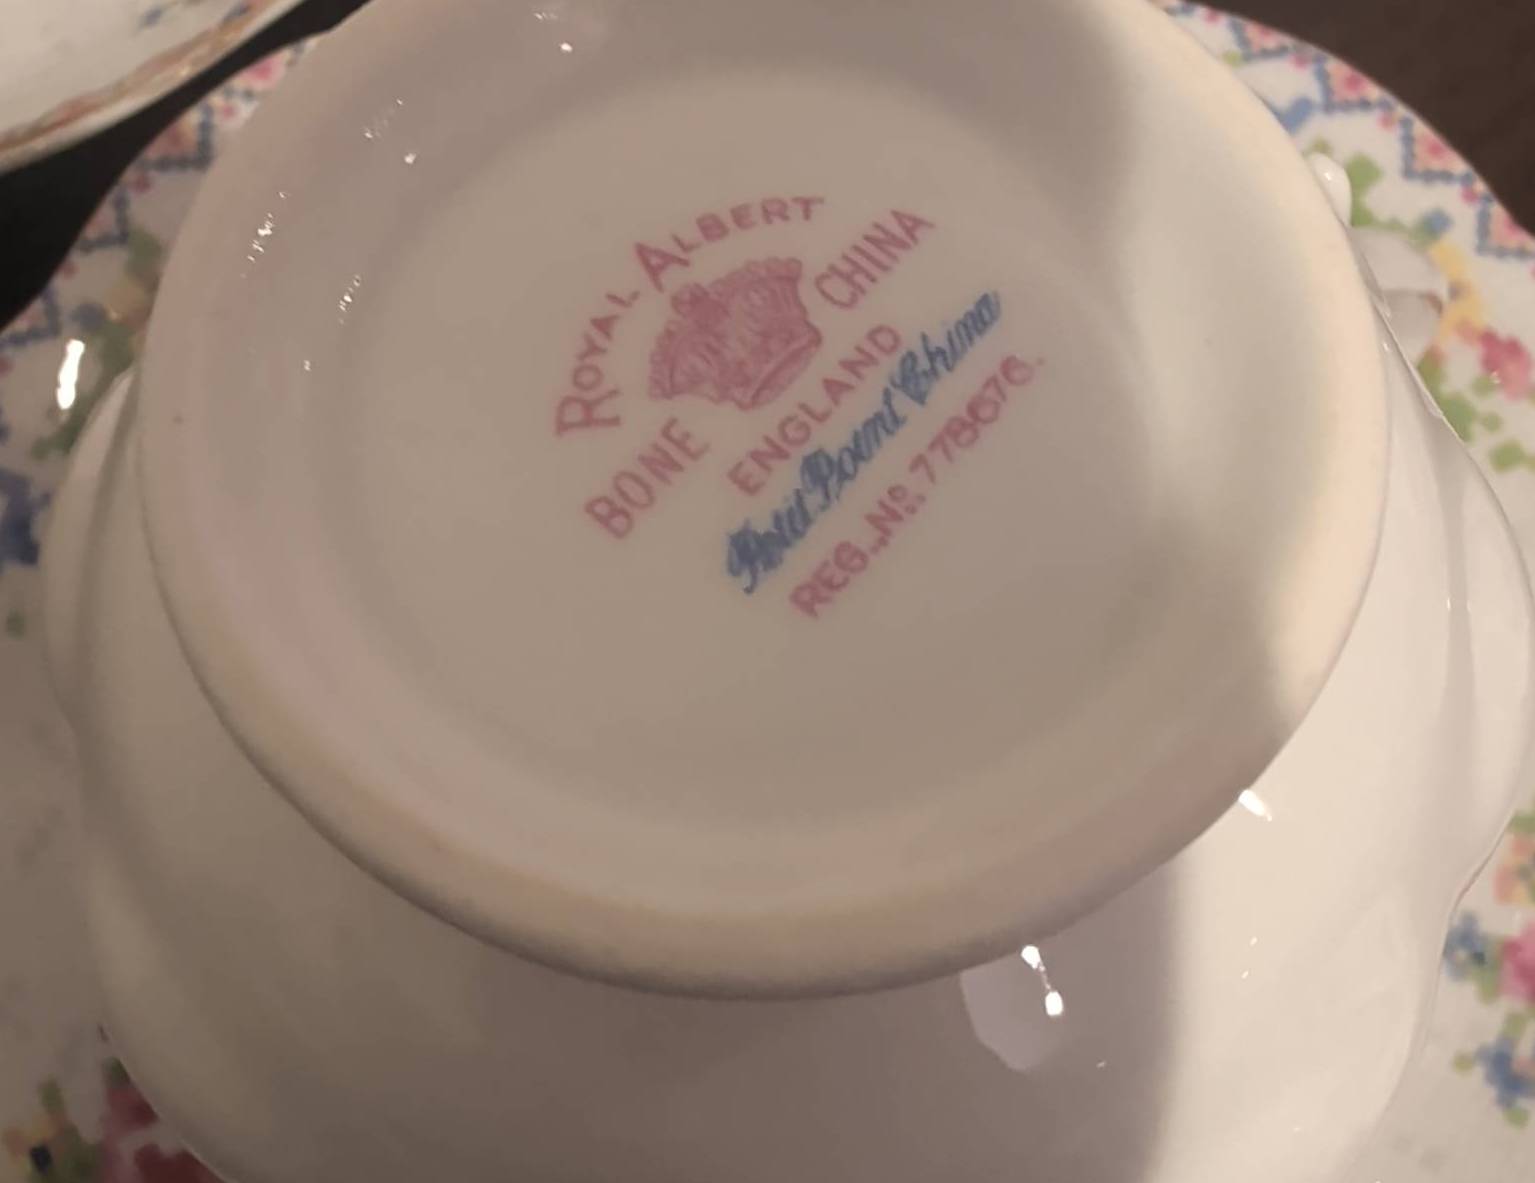 ROYAL ALBERT
BONE CHINA
ENGLAND
Petit Point China
REG. No. 778676.